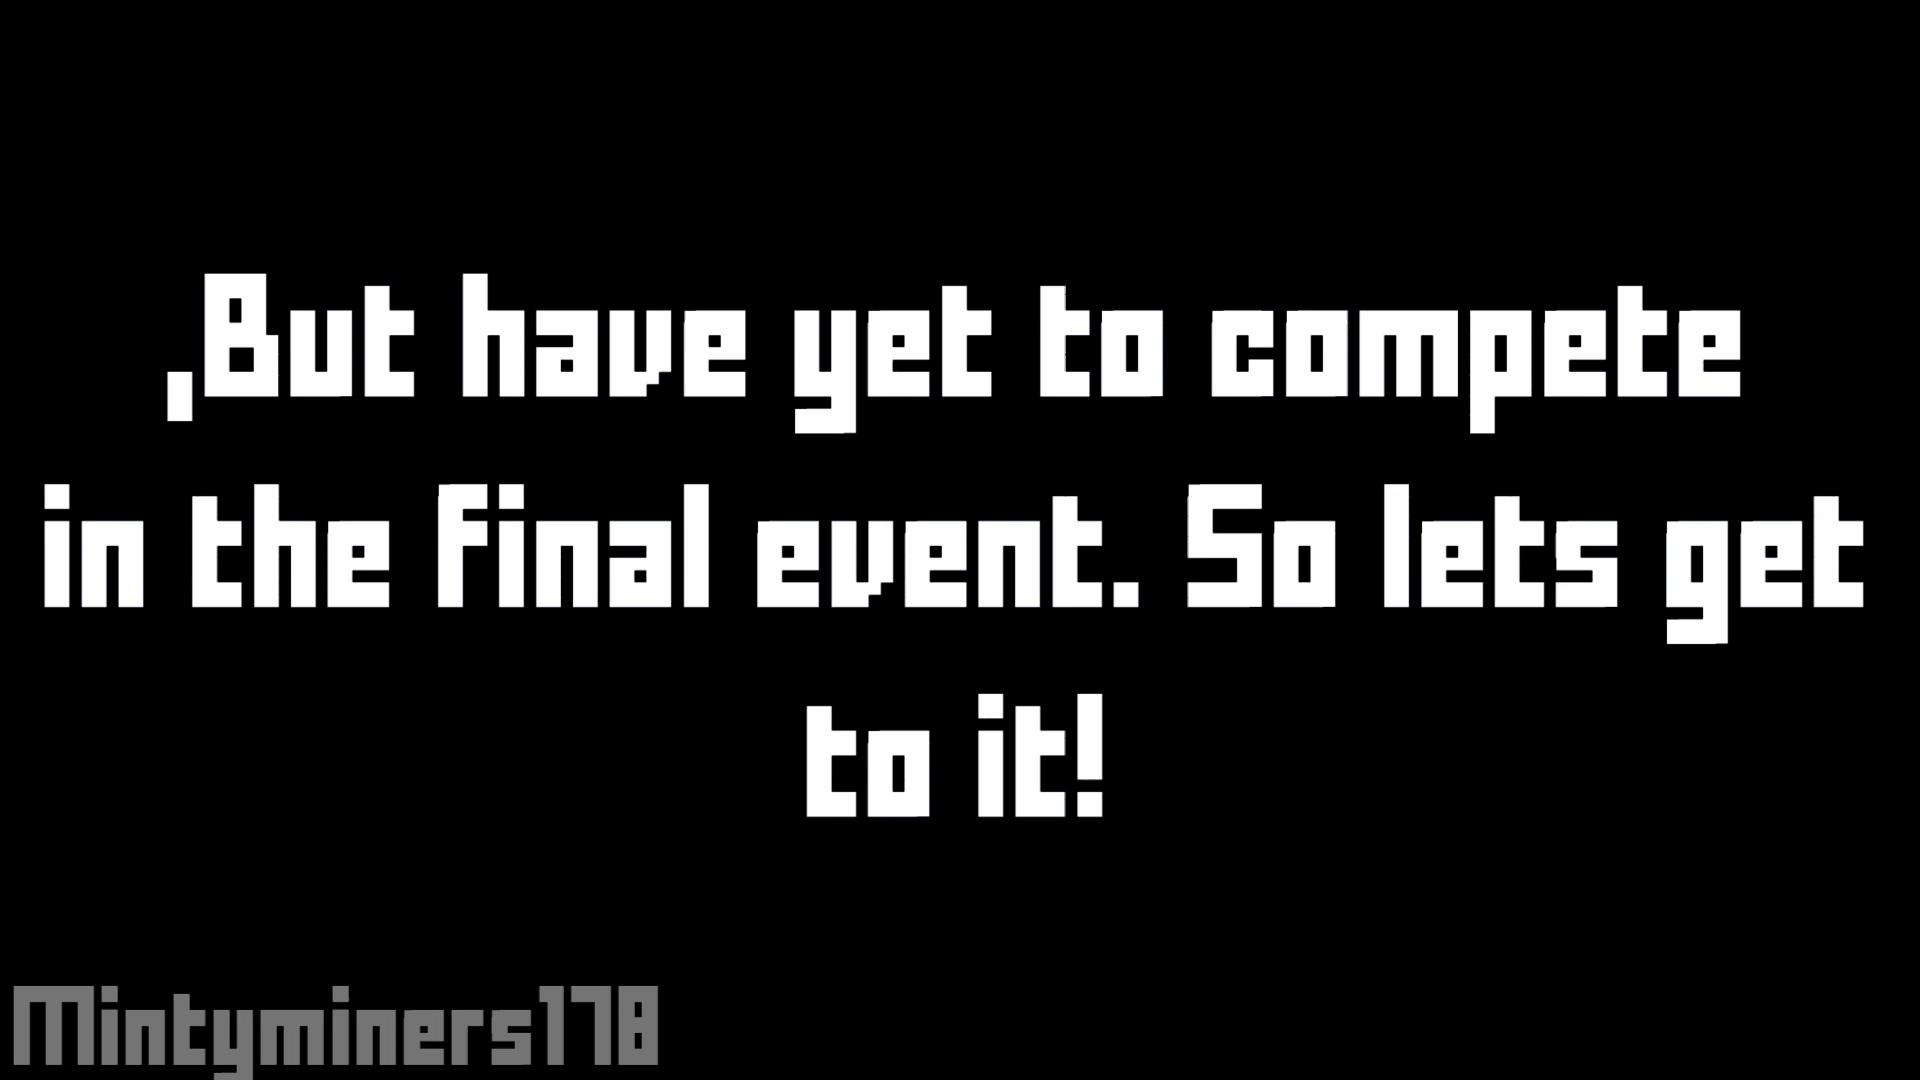 ,But have yet to compete
in the final event. So lets get
to it!
Mintyminers178